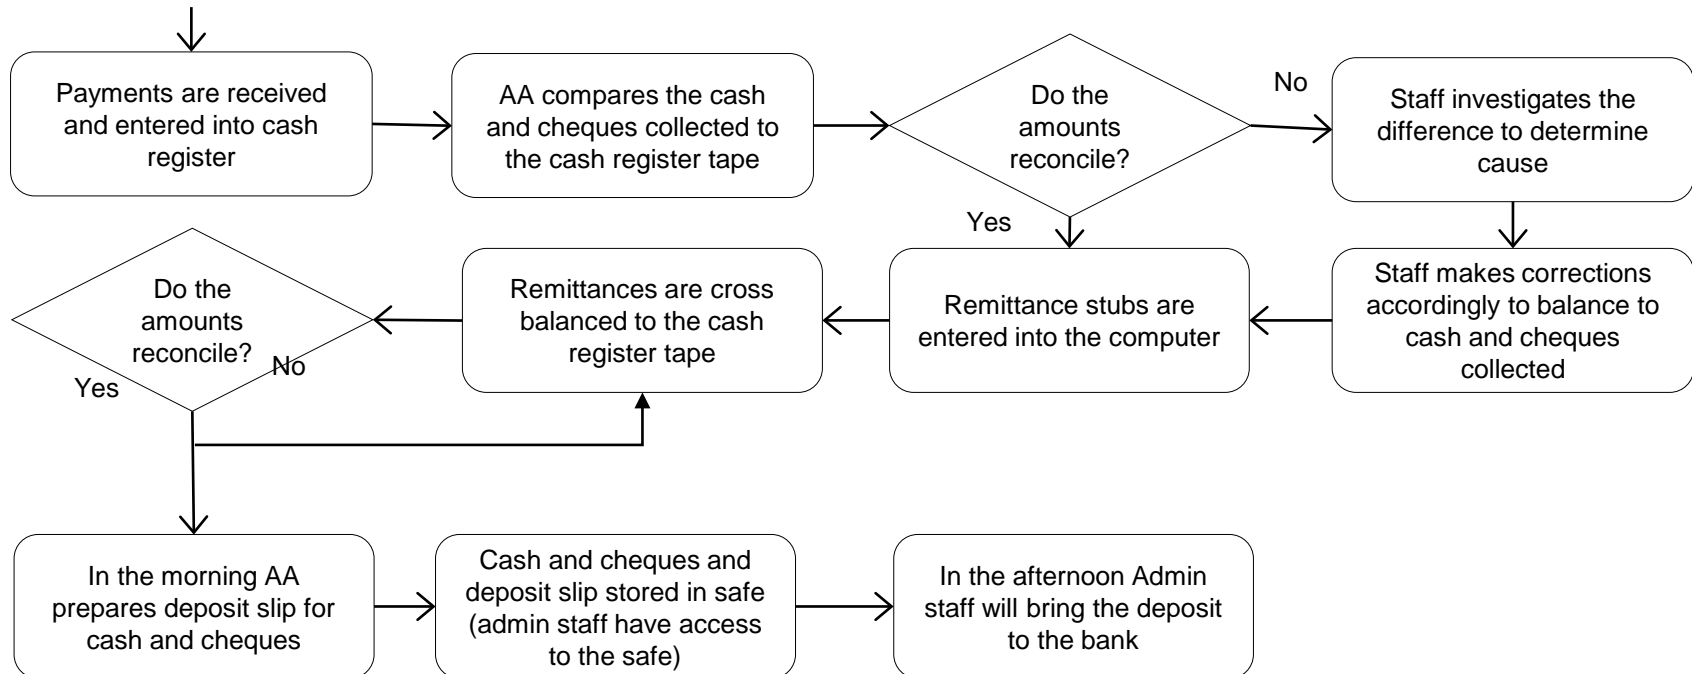 Payments are received
and entered into cash
register
AA compares the cash
and cheques collected to
the cash register tape
Do the
amounts
reconcile?
No
Staff investigates the
difference to determine
cause
Yes
Staff makes corrections
accordingly to balance to
cash and cheques
collected
Remittance stubs are
entered into the computer
Remittances are cross
balanced to the cash
register tape
Do the
amounts
reconcile?
No
Yes
In the morning AA
prepares deposit slip for
cash and cheques
Cash and cheques and
deposit slip stored in safe
(admin staff have access
to the safe)
In the afternoon Admin
staff will bring the deposit
to the bank